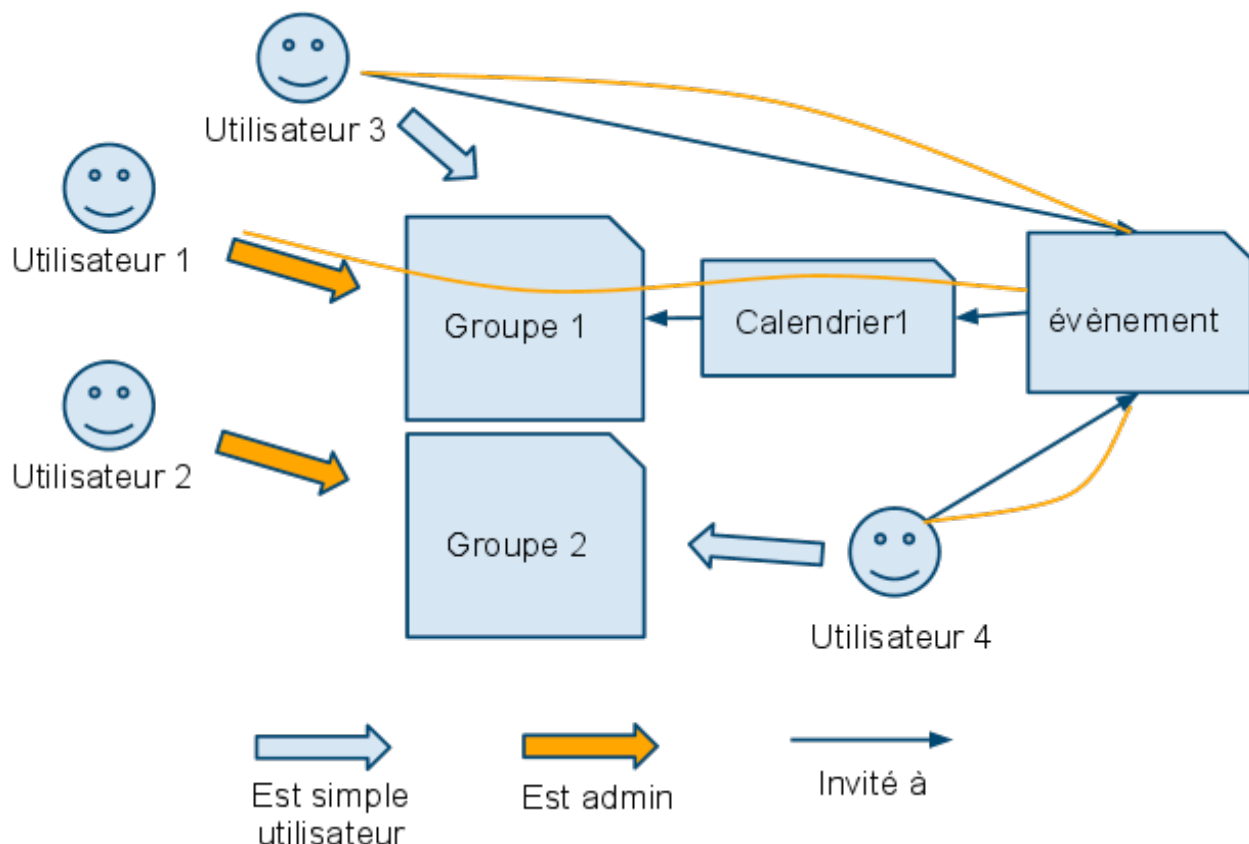 Utilisateur 3
Utilisateur 1
Groupe 1
Calendrier1
évènement
Utilisateur 2
Groupe 2
Utilisateur 4
Est simple
utilisateur
Est admin
Invité à